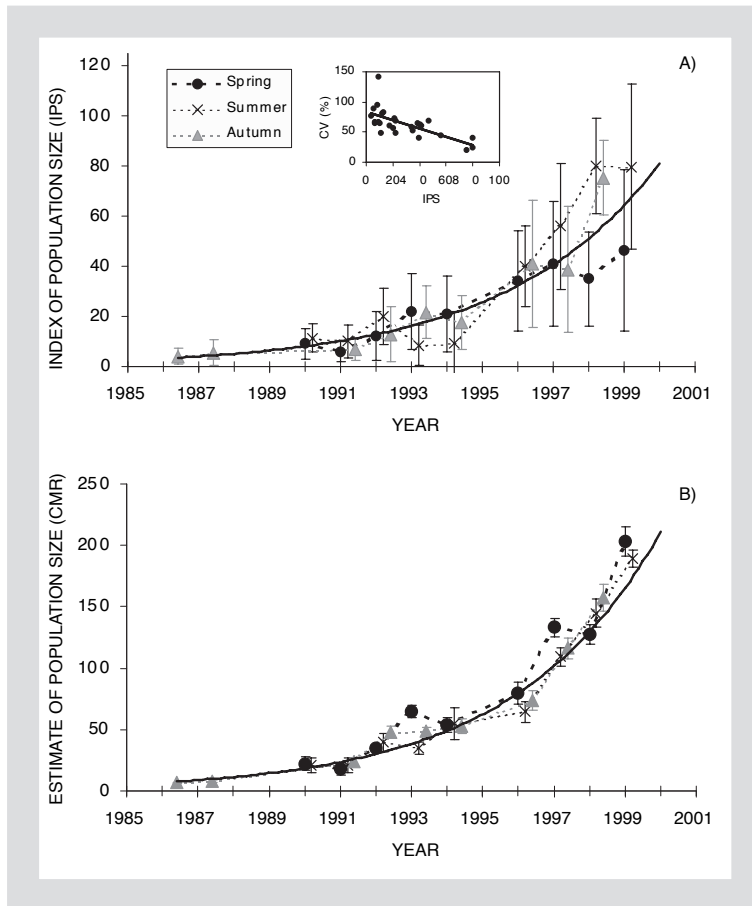 A)
INDEX OF POPULATION SIZE (IPS)
120
100
80
60
40
20
0
Spring
Summer
Autumn
CV (%)
150
100
50
0
0 204 0 608 0 100
IPS
1985 1987 1989 1991 1993 1995 1997 1999 2001
YEAR
B)
ESTIMATE OF POPULATION SIZE (CMR)
250
200
150
100
50
0
1985 1987 1989 1991 1993 1995 1997 1999 2001
YEAR